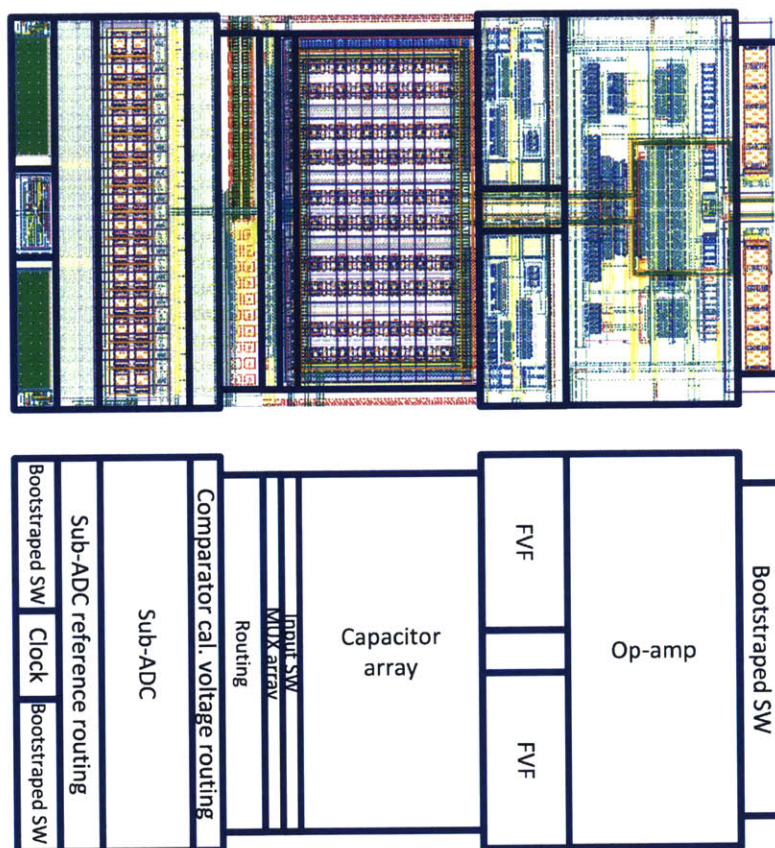 Bootstraped SW
Clock
Bootstraped SW
Sub-ADC reference routing
Sub-ADC
Comparator cal. voltage routing
Routing
MUX array
Input SW
Capacitor
array
FVF
FVF
Op-amp
Bootstraped SW